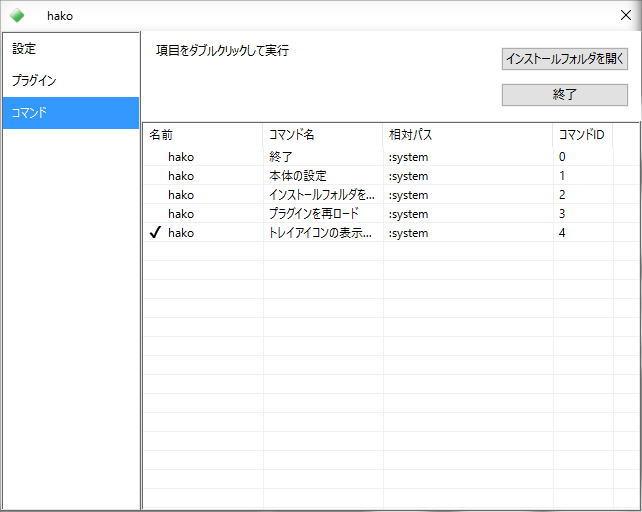 hako
設定
プラグイン
コマンド
項目をダブルクリックして実行
インストールフォルダを開く
終了
名前 コマンド名 相対パス コマンドID
hako 終了 :system 0
hako 本体の設定 :system 1
hako インストールフォルダを... :system 2
hako プラグインを再ロード :system 3
✓ hako トレイアイコンの表示... :system 4